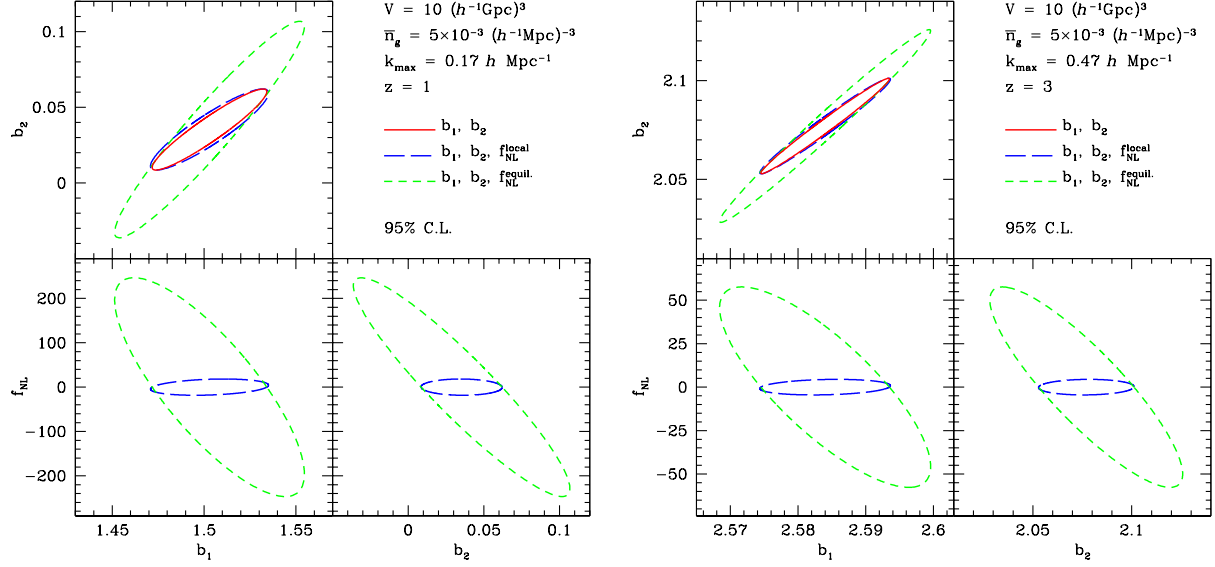 V = 10 (h⁻¹Gpc)³
n̅g = 5×10⁻³ (h⁻¹Mpc)⁻³
kmax = 0.17 h Mpc⁻¹
z = 1
b₁, b₂
b₁, b₂, f_NL^local
b₁, b₂, f_NL^equil.
95% C.L.
0.1
0.05
0
b₂
200
100
0
−100
−200
f_NL
1.45
1.5
1.55
b₁
0
0.05
0.1
b₂
V = 10 (h⁻¹Gpc)³
n̅g = 5×10⁻³ (h⁻¹Mpc)⁻³
kmax = 0.47 h Mpc⁻¹
z = 3
b₁, b₂
b₁, b₂, f_NL^local
b₁, b₂, f_NL^equil.
95% C.L.
2.1
2.05
b₂
50
25
0
−25
−50
f_NL
2.57
2.58
2.59
2.6
b₁
2.05
2.1
b₂